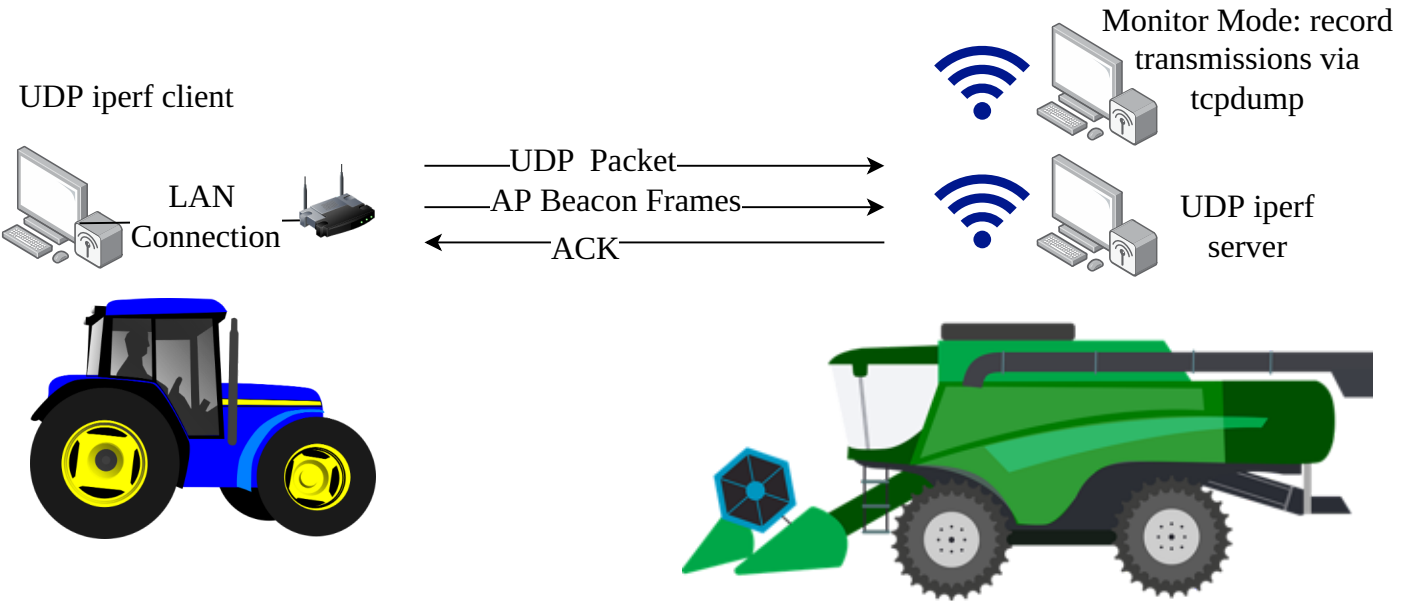 Monitor Mode: record
transmissions via
tcpdump
UDP iperf client
UDP Packet
LAN
Connection
AP Beacon Frames
ACK
UDP iperf
server